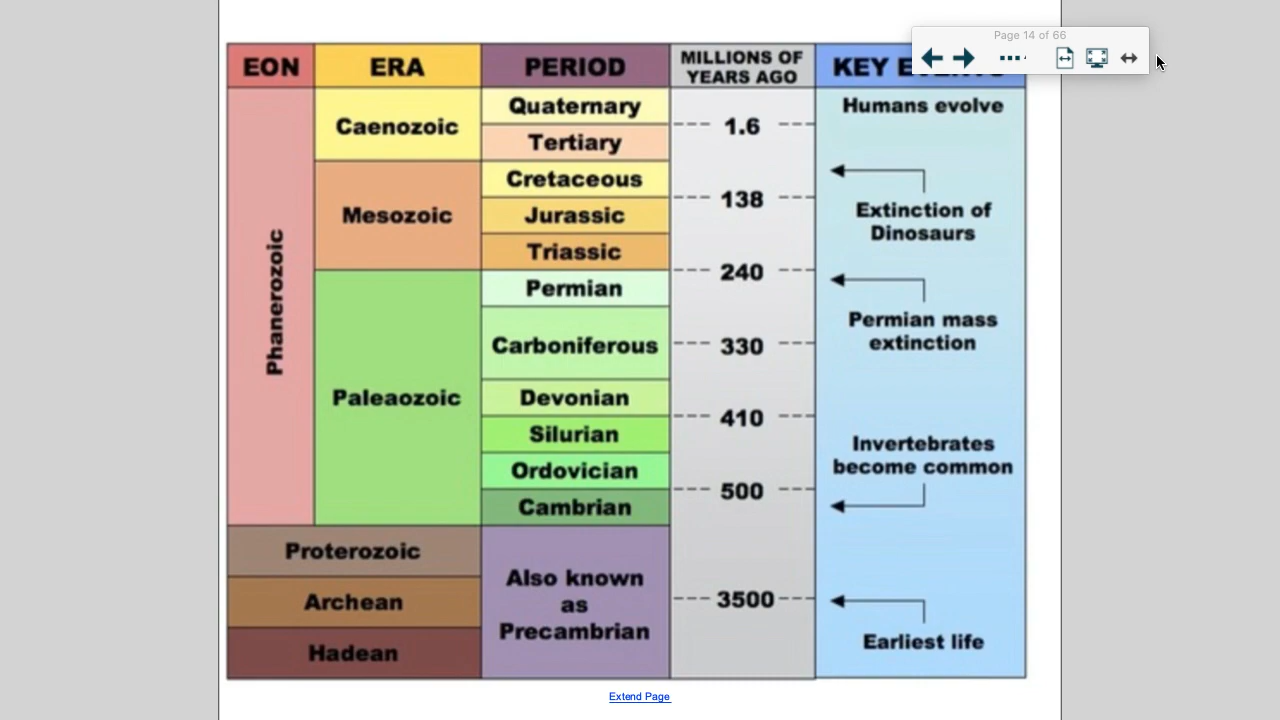 Page 14 of 66
EON
ERA
PERIOD
MILLIONS OF
YEARS AGO
KEY
Phanerozoic
Caenozoic
Mesozoic
Paleaozoic
Quaternary
Tertiary
Cretaceous
Jurassic
Triassic
Permian
Carboniferous
Devonian
Silurian
Ordovician
Cambrian
Proterozoic
Archean
Hadean
Also known
as
Precambrian
1.6
138
240
330
410
500
3500
Humans evolve
Extinction of
Dinosaurs
Permian mass
extinction
Invertebrates
become common
Earliest life
Extend Page